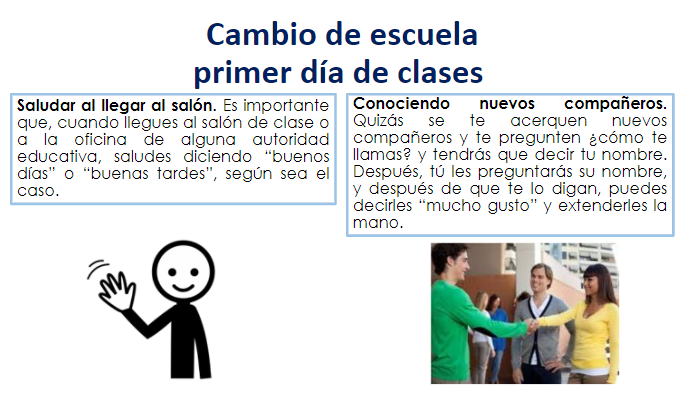 Cambio de escuela
primer día de clases
Saludar al llegar al salón. Es importante
que, cuando llegues al salón de clase o
a la oficina de alguna autoridad
educativa, saludes diciendo “buenos
días” o “buenas tardes”, según sea el
caso.
Conociendo nuevos compañeros.
Quizás se te acerquen nuevos
compañeros y te pregunten ¿cómo te
llamas? y tendrás que decir tu nombre.
Después, tú les preguntarás su nombre,
y después de que te lo digan, puedes
decirles “mucho gusto” y extenderles la
mano.